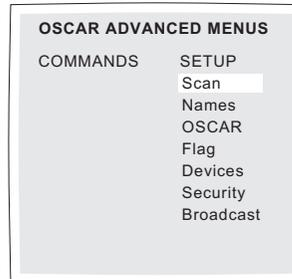 OSCAR ADVANCED MENUS
COMMANDS SETUP
Scan
Names
OSCAR
Flag
Devices
Security
Broadcast